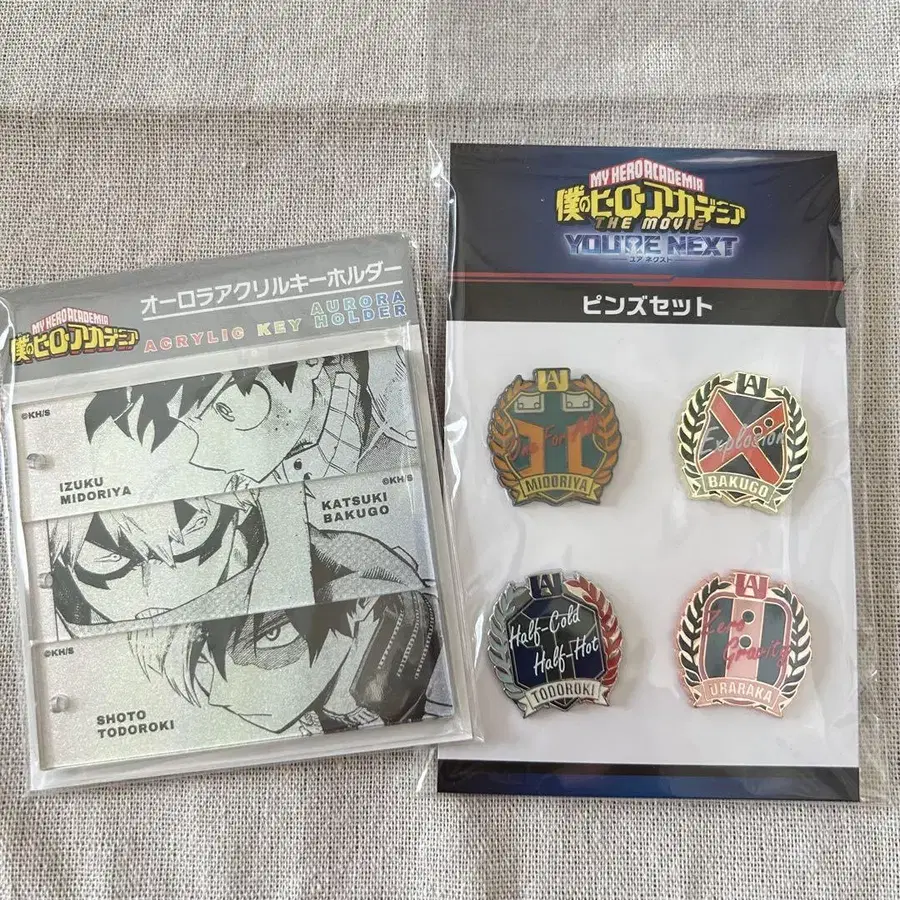 MY HERO ACADEMIA
僕のヒーローアカデミア
オーロラアクリルキーホルダー
ACRYLIC KEY
AURORA
HOLDER
©KH/S
IZUKU
MIDORIYA
©KH/S
KATSUKI
BAKUGO
©KH/S
SHOTO
TODOROKI
MY HERO ACADEMIA
僕のヒーローアカデミア
THE MOVIE
YOU'RE NEXT
ユア ネクスト
ピンズセット
UA
One For All
MIDORIYA
UA
Explosion
BAKUGO
UA
Half-Cold
Half-Hot
TODOROKI
UA
Zero
Gravity
URARAKA